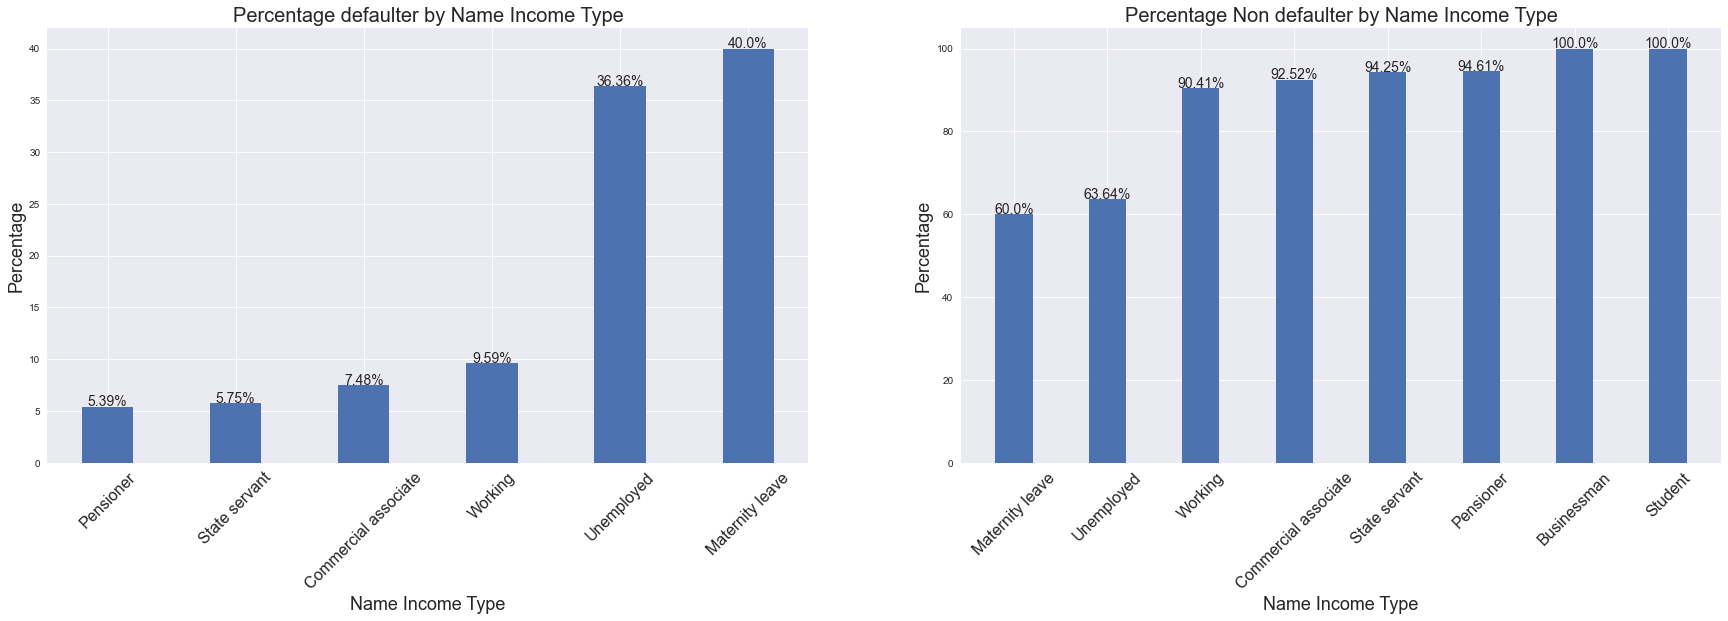 Percentage defaulter by Name Income Type
40
35
30
25
20
15
10
5
0
Percentage
5.39%
5.75%
7.48%
9.59%
36.36%
40.0%
Pensioner
State servant
Commercial associate
Working
Unemployed
Maternity leave
Name Income Type
Percentage Non defaulter by Name Income Type
100
80
60
40
20
0
Percentage
60.0%
63.64%
90.41%
92.52%
94.25%
94.61%
100.0%
100.0%
Maternity leave
Unemployed
Working
Commercial associate
State servant
Pensioner
Businessman
Student
Name Income Type